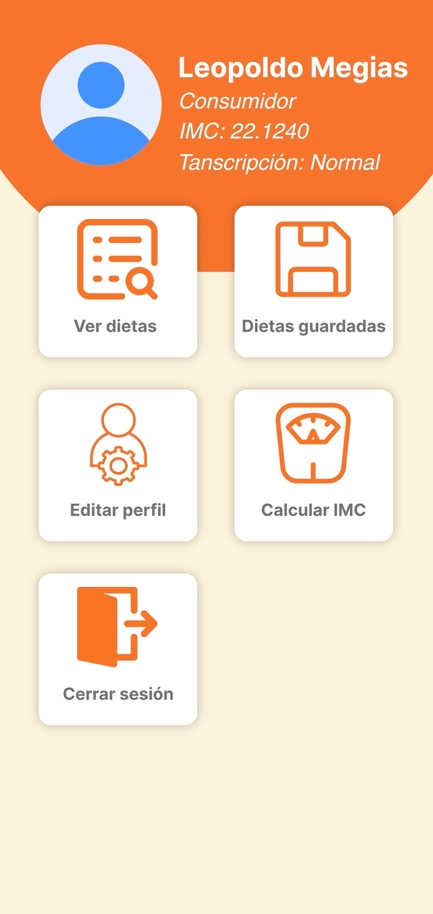 Leopoldo Megias
Consumidor
IMC: 22.1240
Tanscripción: Normal
Ver dietas
Dietas guardadas
Editar perfil
Calcular IMC
Cerrar sesión